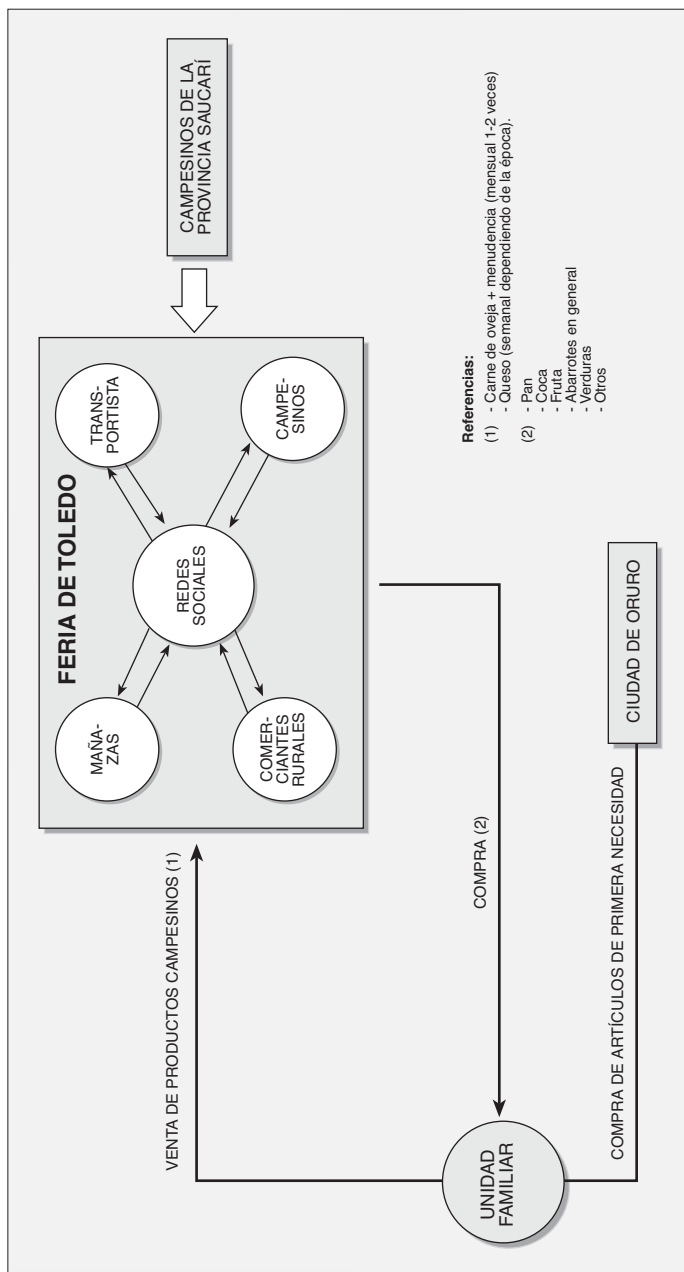 FERIA DE TOLEDO
MAÑA-
ZAS
TRANS-
PORTISTA
REDES
SOCIALES
COMER-
CIANTES
RURALES
CAMPE-
SINOS
CAMPESINOS DE LA
PROVINCIA SAUCARÍ
VENTA DE PRODUCTOS CAMPESINOS (1)
COMPRA (2)
UNIDAD
FAMILIAR
COMPRA DE ARTÍCULOS DE PRIMERA NECESIDAD
CIUDAD DE ORURO
Referencias:
(1) - Carne de oveja + menudencia (mensual 1-2 veces)
- Queso (semanal dependiendo de la época).
(2) - Pan
- Coca
- Fruta
- Abarrotes en general
- Verduras
- Otros